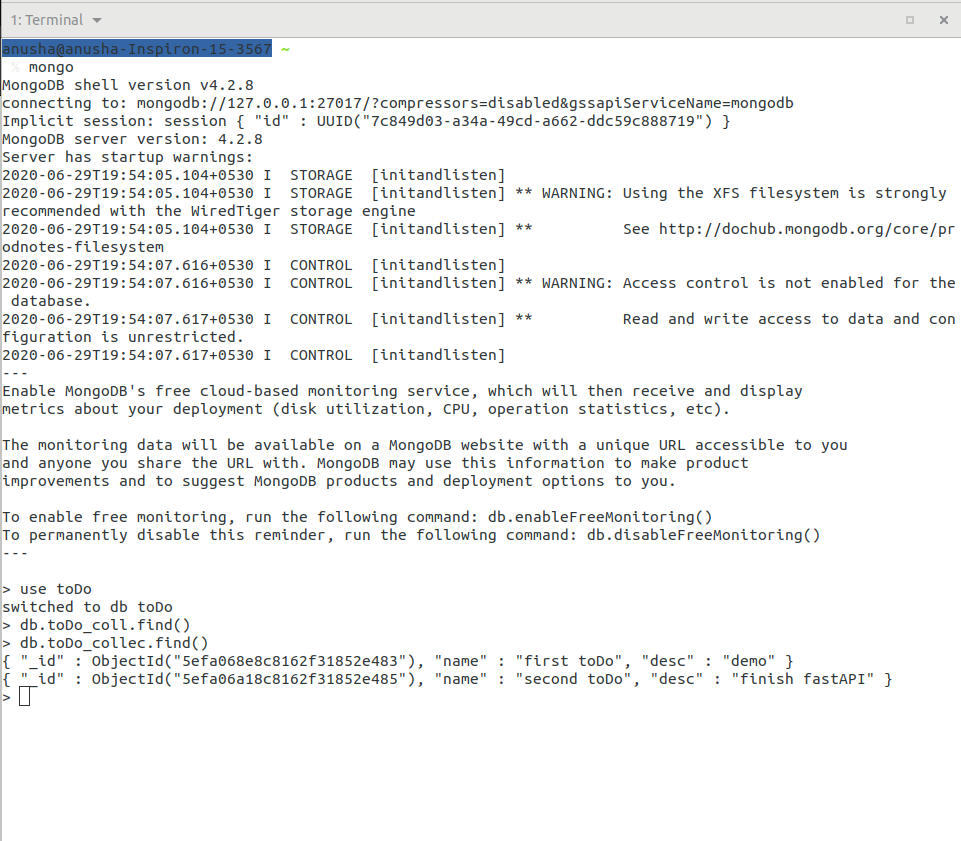 1: Terminal
anusha@anusha-Inspiron-15-3567 ~
% mongo
MongoDB shell version v4.2.8
connecting to: mongodb://127.0.0.1:27017/?compressors=disabled&gssapiServiceName=mongodb
Implicit session: session { "id" : UUID("7c849d03-a34a-49cd-a662-ddc59c888719") }
MongoDB server version: 4.2.8
Server has startup warnings:
2020-06-29T19:54:05.104+0530 I  STORAGE  [initandlisten]
2020-06-29T19:54:05.104+0530 I  STORAGE  [initandlisten] ** WARNING: Using the XFS filesystem is strongly
recommended with the WiredTiger storage engine
2020-06-29T19:54:05.104+0530 I  STORAGE  [initandlisten] **          See http://dochub.mongodb.org/core/pr
odnotes-filesystem
2020-06-29T19:54:07.616+0530 I  CONTROL  [initandlisten]
2020-06-29T19:54:07.616+0530 I  CONTROL  [initandlisten] ** WARNING: Access control is not enabled for the
 database.
2020-06-29T19:54:07.617+0530 I  CONTROL  [initandlisten] **          Read and write access to data and con
figuration is unrestricted.
2020-06-29T19:54:07.617+0530 I  CONTROL  [initandlisten]
---
Enable MongoDB's free cloud-based monitoring service, which will then receive and display
metrics about your deployment (disk utilization, CPU, operation statistics, etc).

The monitoring data will be available on a MongoDB website with a unique URL accessible to you
and anyone you share the URL with. MongoDB may use this information to make product
improvements and to suggest MongoDB products and deployment options to you.

To enable free monitoring, run the following command: db.enableFreeMonitoring()
To permanently disable this reminder, run the following command: db.disableFreeMonitoring()
---

> use toDo
switched to db toDo
> db.toDo_coll.find()
> db.toDo_collec.find()
{ "_id" : ObjectId("5efa068e8c8162f31852e483"), "name" : "first toDo", "desc" : "demo" }
{ "_id" : ObjectId("5efa06a18c8162f31852e485"), "name" : "second toDo", "desc" : "finish fastAPI" }
>